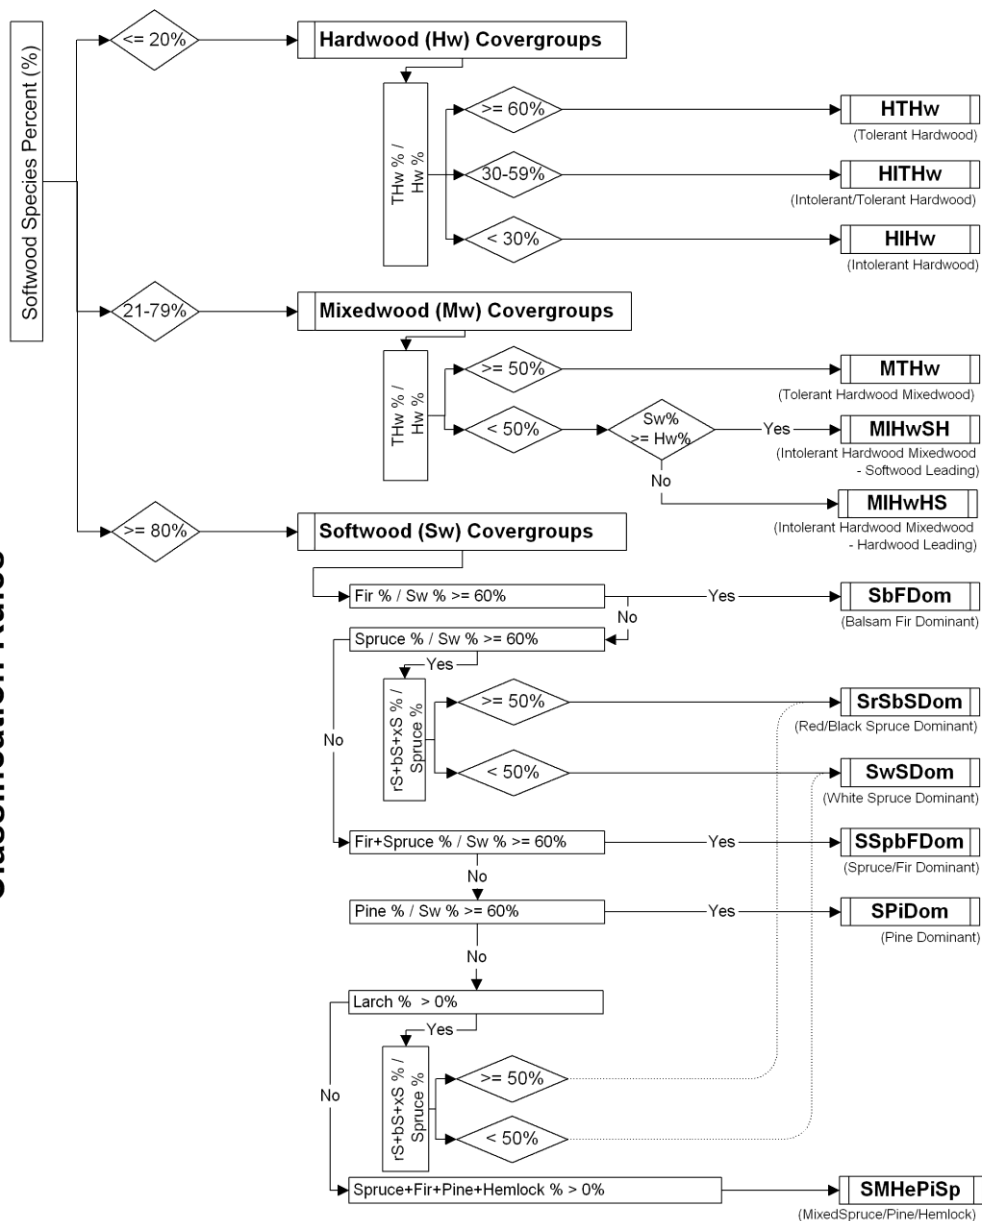 Softwood Species Percent (%)
<= 20%
Hardwood (Hw) Covergroups
THw % /
Hw %
>= 60%
HTHw
(Tolerant Hardwood)
30-59%
HITHw
(Intolerant/Tolerant Hardwood)
< 30%
HIHw
(Intolerant Hardwood)
21-79%
Mixedwood (Mw) Covergroups
THw % /
Hw %
>= 50%
MTHw
(Tolerant Hardwood Mixedwood)
< 50%
Sw%
>= Hw%
Yes
MIHwSH
(Intolerant Hardwood Mixedwood
- Softwood Leading)
No
MIHwHS
(Intolerant Hardwood Mixedwood
- Hardwood Leading)
>= 80%
Softwood (Sw) Covergroups
Fir % / Sw % >= 60%
Yes
SbFDom
(Balsam Fir Dominant)
No
Spruce % / Sw % >= 60%
Yes
rS+bS+xS % /
Spruce %
>= 50%
SrSbSDom
(Red/Black Spruce Dominant)
No
< 50%
SwSDom
(White Spruce Dominant)
Fir+Spruce % / Sw % >= 60%
Yes
SSpbFDom
(Spruce/Fir Dominant)
No
Pine % / Sw % >= 60%
Yes
SPiDom
(Pine Dominant)
No
Larch % > 0%
Yes
rS+bS+xS % /
Spruce %
>= 50%
No
< 50%
Spruce+Fir+Pine+Hemlock % > 0%
SMHePiSp
(MixedSpruce/Pine/Hemlock)